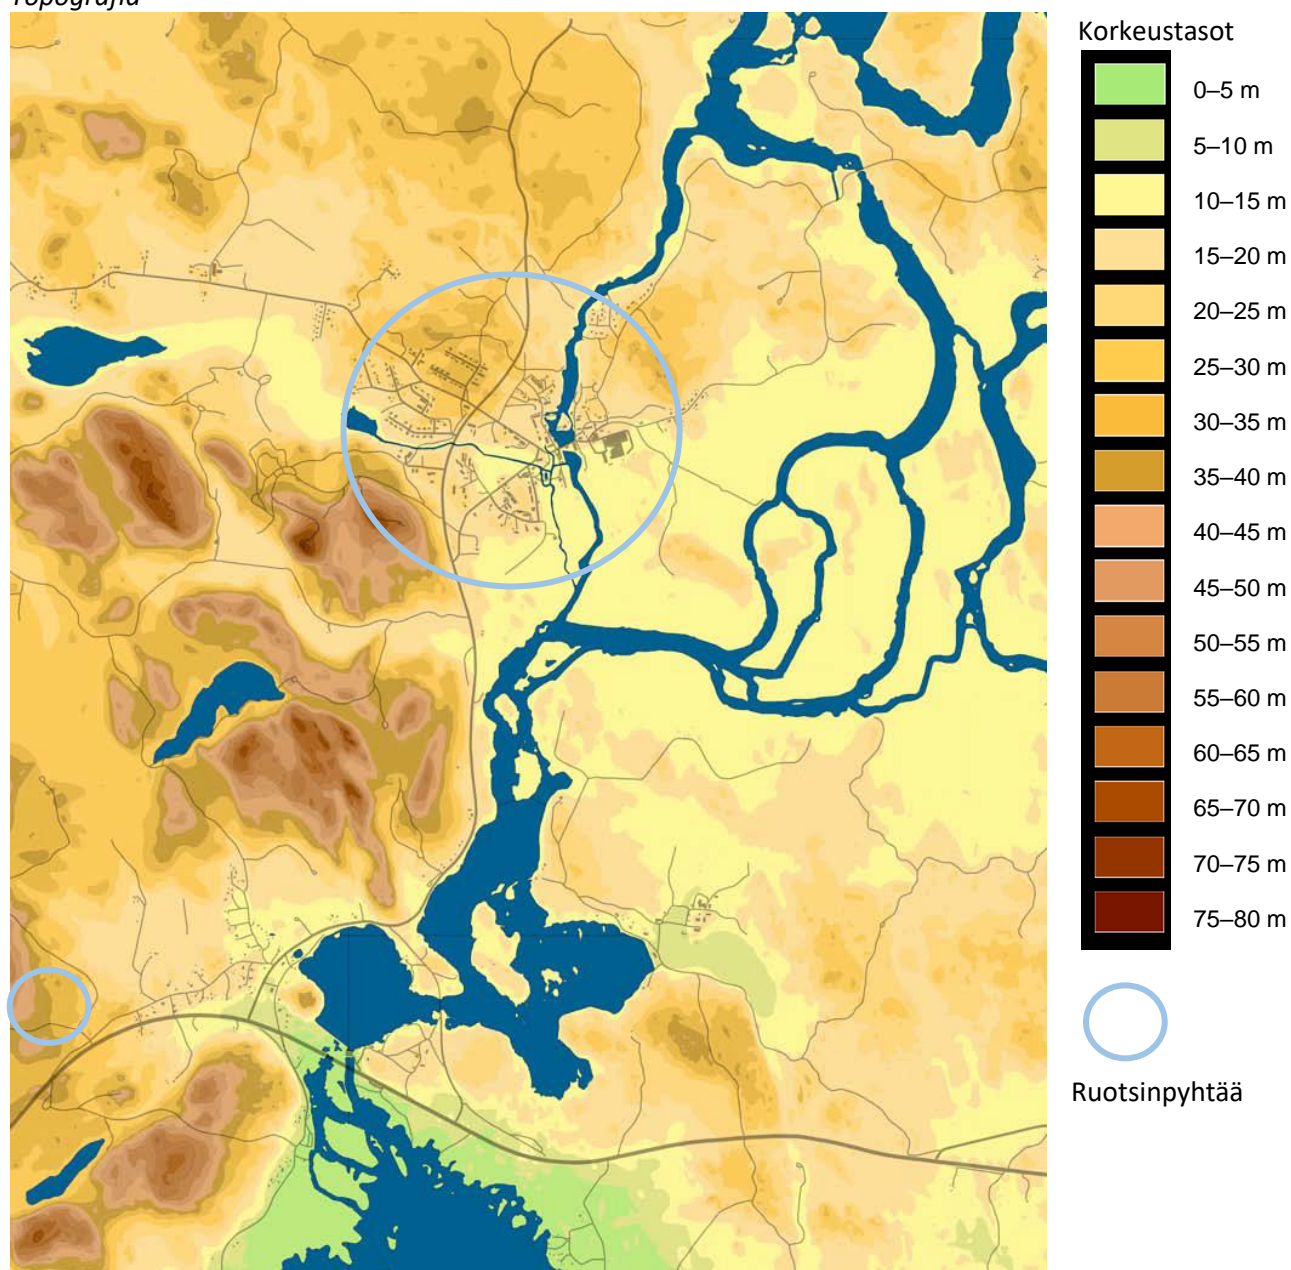 Topografia
Korkeustasot
0–5 m
5–10 m
10–15 m
15–20 m
20–25 m
25–30 m
30–35 m
35–40 m
40–45 m
45–50 m
50–55 m
55–60 m
60–65 m
65–70 m
70–75 m
75–80 m
Ruotsinpyhtää